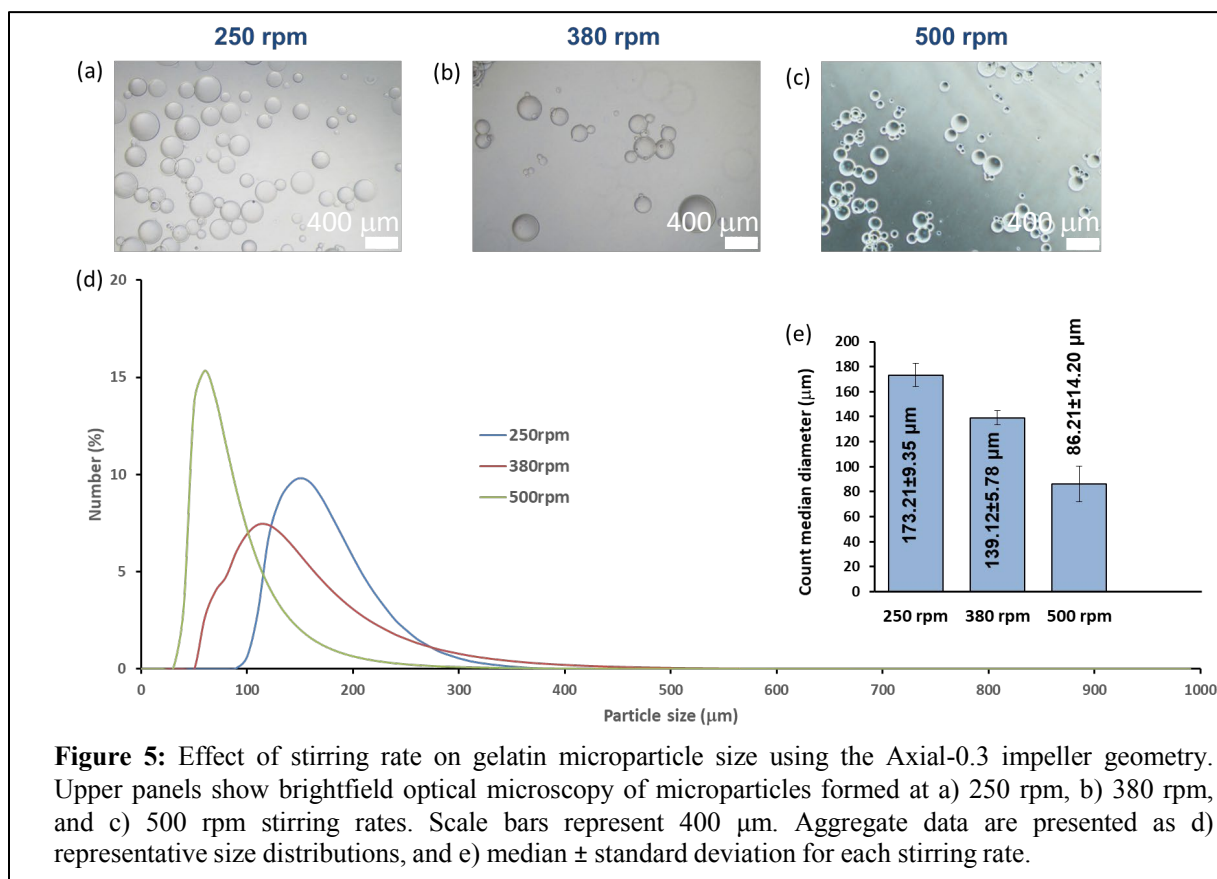 250 rpm
380 rpm
500 rpm
(a)
400 µm
(b)
400 µm
(c)
400 µm
(d)
20
15
10
5
0
Number (%)
0 100 200 300 400 500 600 700 800 900 1000
Particle size (µm)
250rpm
380rpm
500rpm
(e)
200
180
160
140
120
100
80
60
40
20
0
Count median diameter (µm)
173.21±9.35 µm
139.12±5.78 µm
86.21±14.20 µm
250 rpm 380 rpm 500 rpm
Figure 5: Effect of stirring rate on gelatin microparticle size using the Axial-0.3 impeller geometry.
Upper panels show brightfield optical microscopy of microparticles formed at a) 250 rpm, b) 380 rpm,
and c) 500 rpm stirring rates. Scale bars represent 400 µm. Aggregate data are presented as d)
representative size distributions, and e) median ± standard deviation for each stirring rate.